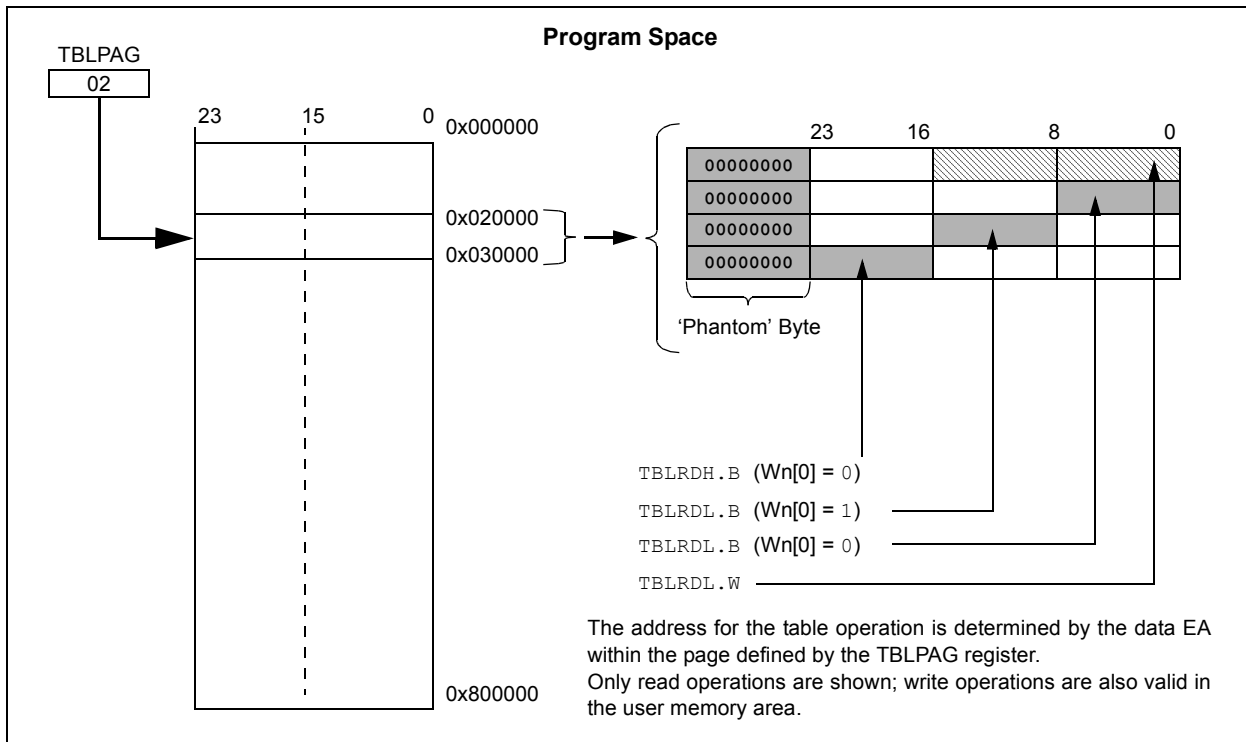 Program Space
TBLPAG
02
23 15 0
0x000000
0x020000
0x030000
0x800000
23 16 8 0
00000000
00000000
00000000
00000000
‘Phantom’ Byte
TBLRDH.B (Wn[0] = 0)
TBLRDL.B (Wn[0] = 1)
TBLRDL.B (Wn[0] = 0)
TBLRDL.W
The address for the table operation is determined by the data EA
within the page defined by the TBLPAG register.
Only read operations are shown; write operations are also valid in
the user memory area.